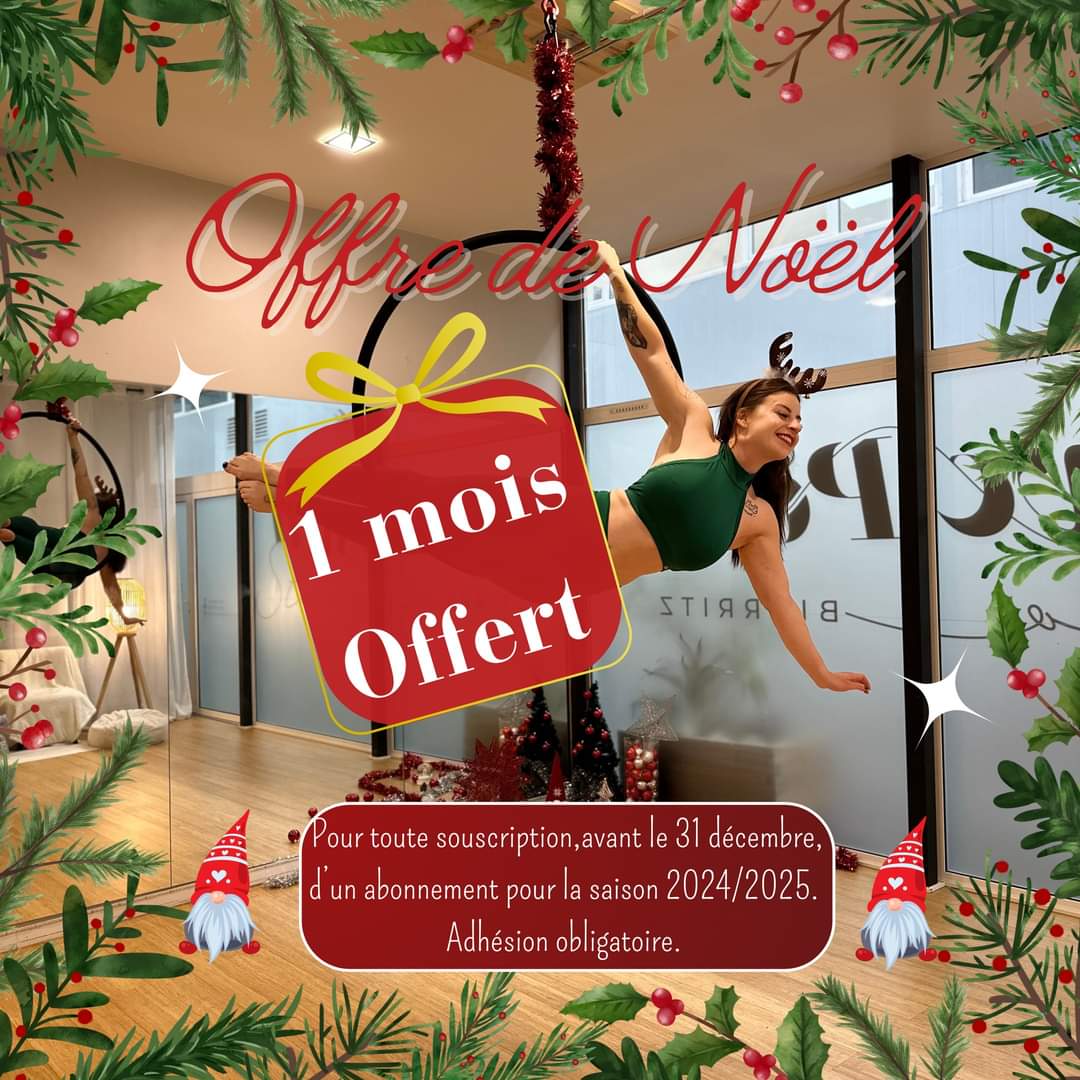 Offre de Noël
1 mois
Offert
BIARRITZ
Pour toute souscription,avant le 31 décembre,
d'un abonnement pour la saison 2024/2025.
Adhésion obligatoire.